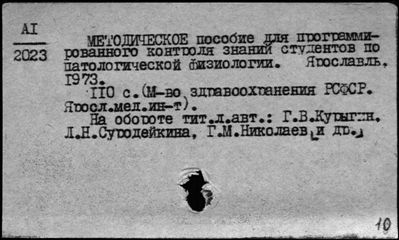 AI
2023
МЕТОДИЧЕСКОЕ пособие для программи-
рованного контроля знаний студентов по
патологической физиологии. Ярославль,
1973.
110 с.(М-во здравоохранения РСФСР.
Яросл.мед.ин-т).
На обороте тит.л.авт.: Г.В.Курыгин,
Л.Н.Суродейкина, Г.М.Николаев и др.
10